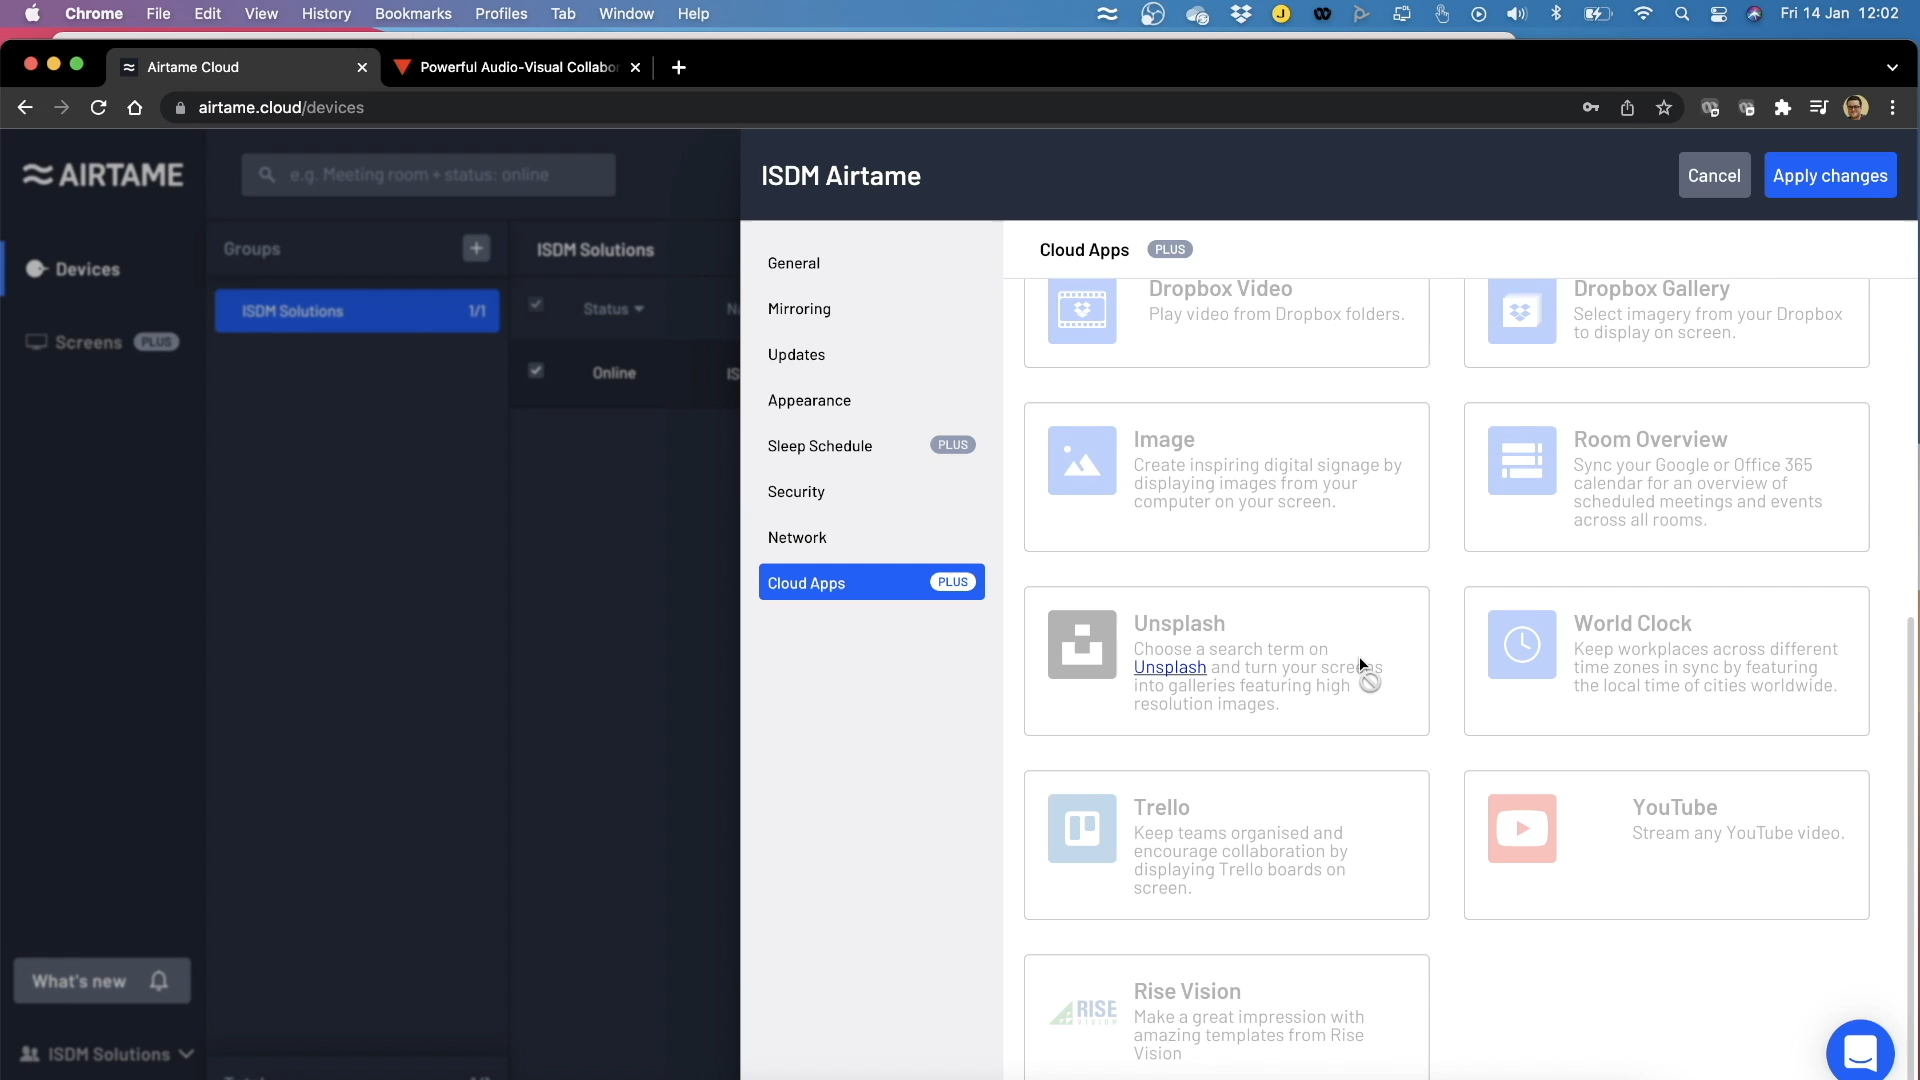 Chrome File Edit View History Bookmarks Profiles Tab Window Help Fri 14 Jan 12:02
Airtame Cloud Powerful Audio-Visual Collabo
airtame.cloud/devices
AIRTAME
e.g. Meeting room + status: online
ISDM Airtame
Cancel
Apply changes
Devices
Screens PLUS
Groups
ISDM Solutions 1/1
ISDM Solutions
Status
Online
General
Mirroring
Updates
Appearance
Sleep Schedule PLUS
Security
Network
Cloud Apps PLUS
Cloud Apps PLUS
Dropbox Video
Play video from Dropbox folders.
Dropbox Gallery
Select imagery from your Dropbox
to display on screen.
Image
Create inspiring digital signage by
displaying images from your
computer on your screen.
Room Overview
Sync your Google or Office 365
calendar for an overview of
scheduled meetings and events
across all rooms.
Unsplash
Choose a search term on
Unsplash and turn your screens
into galleries featuring high
resolution images.
World Clock
Keep workplaces across different
time zones in sync by featuring
the local time of cities worldwide.
Trello
Keep teams organised and
encourage collaboration by
displaying Trello boards on
screen.
YouTube
Stream any YouTube video.
RISE
VISION
Rise Vision
Make a great impression with
amazing templates from Rise
Vision
What's new
ISDM Solutions